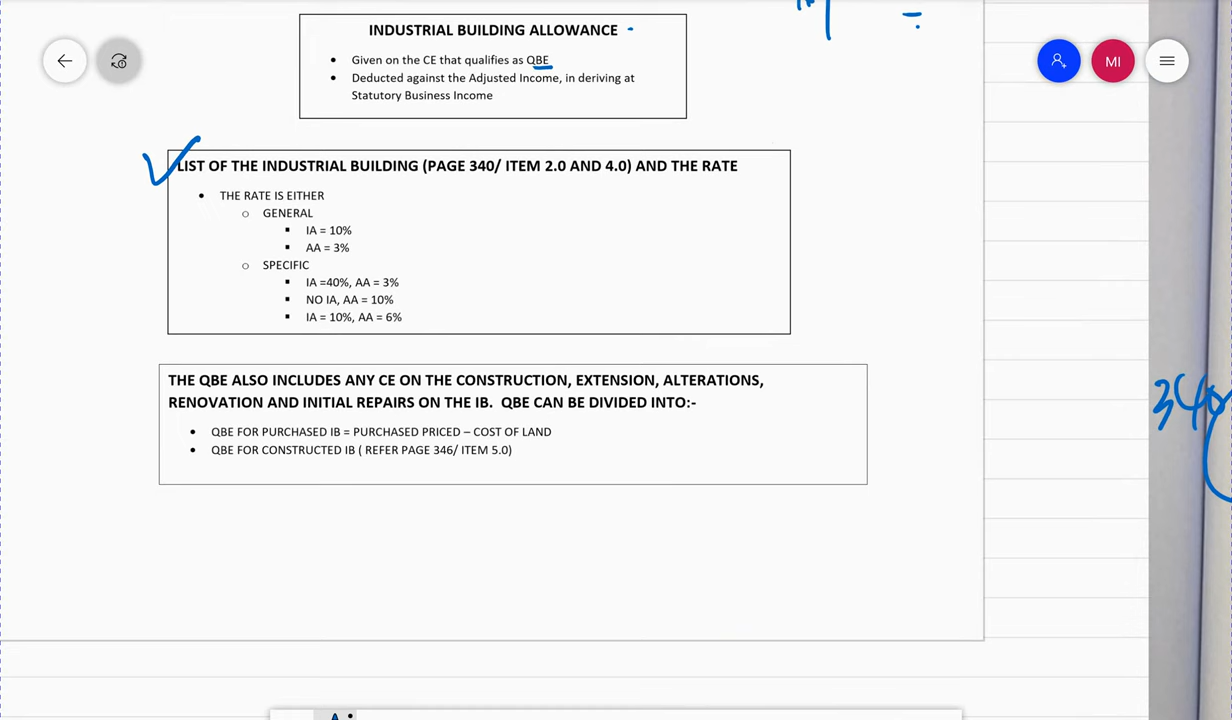 INDUSTRIAL BUILDING ALLOWANCE
• Given on the CE that qualifies as QBE
• Deducted against the Adjusted Income, in deriving at
Statutory Business Income
MI
LIST OF THE INDUSTRIAL BUILDING (PAGE 340/ ITEM 2.0 AND 4.0) AND THE RATE
• THE RATE IS EITHER
o GENERAL
▪ IA = 10%
▪ AA = 3%
o SPECIFIC
▪ IA =40%, AA = 3%
▪ NO IA, AA = 10%
▪ IA = 10%, AA = 6%
THE QBE ALSO INCLUDES ANY CE ON THE CONSTRUCTION, EXTENSION, ALTERATIONS,
RENOVATION AND INITIAL REPAIRS ON THE IB. QBE CAN BE DIVIDED INTO:-
• QBE FOR PURCHASED IB = PURCHASED PRICED – COST OF LAND
• QBE FOR CONSTRUCTED IB ( REFER PAGE 346/ ITEM 5.0)